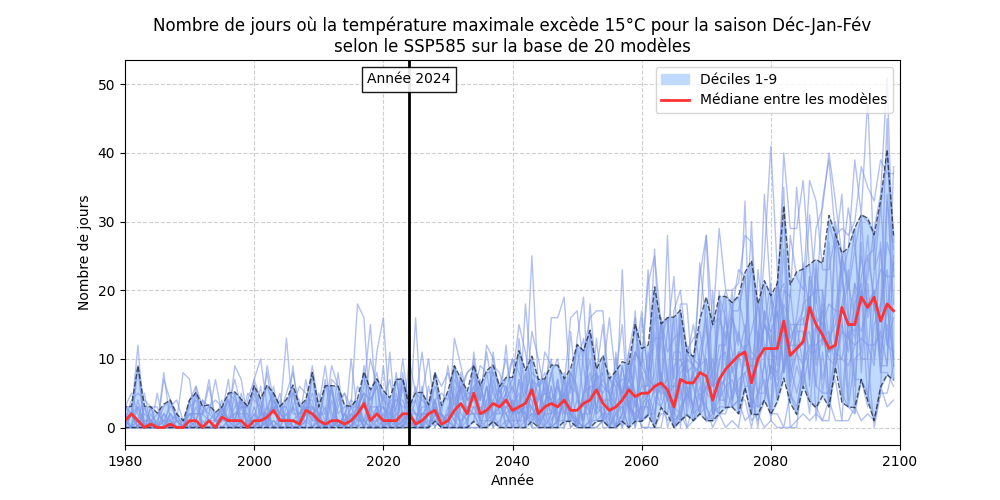 Nombre de jours où la température maximale excède 15°C pour la saison Déc-Jan-Fév
selon le SSP585 sur la base de 20 modèles
Année 2024
Déciles 1-9
Médiane entre les modèles
Nombre de jours
50
40
30
20
10
0
1980
2000
2020
2040
2060
2080
2100
Année